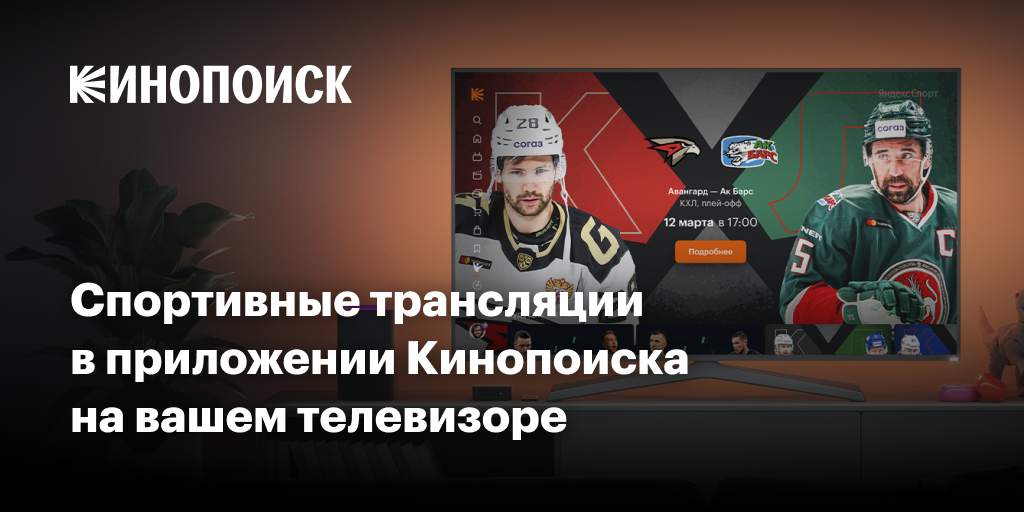 КИНОПОИСК
Яндекс Спорт
28
согаз
согаз
АК
БАРС
Авангард — Ак Барс
КХЛ, плей-офф
12 марта в 17:00
Подробнее
G
5
C
Спортивные трансляции
в приложении Кинопоиска
на вашем телевизоре